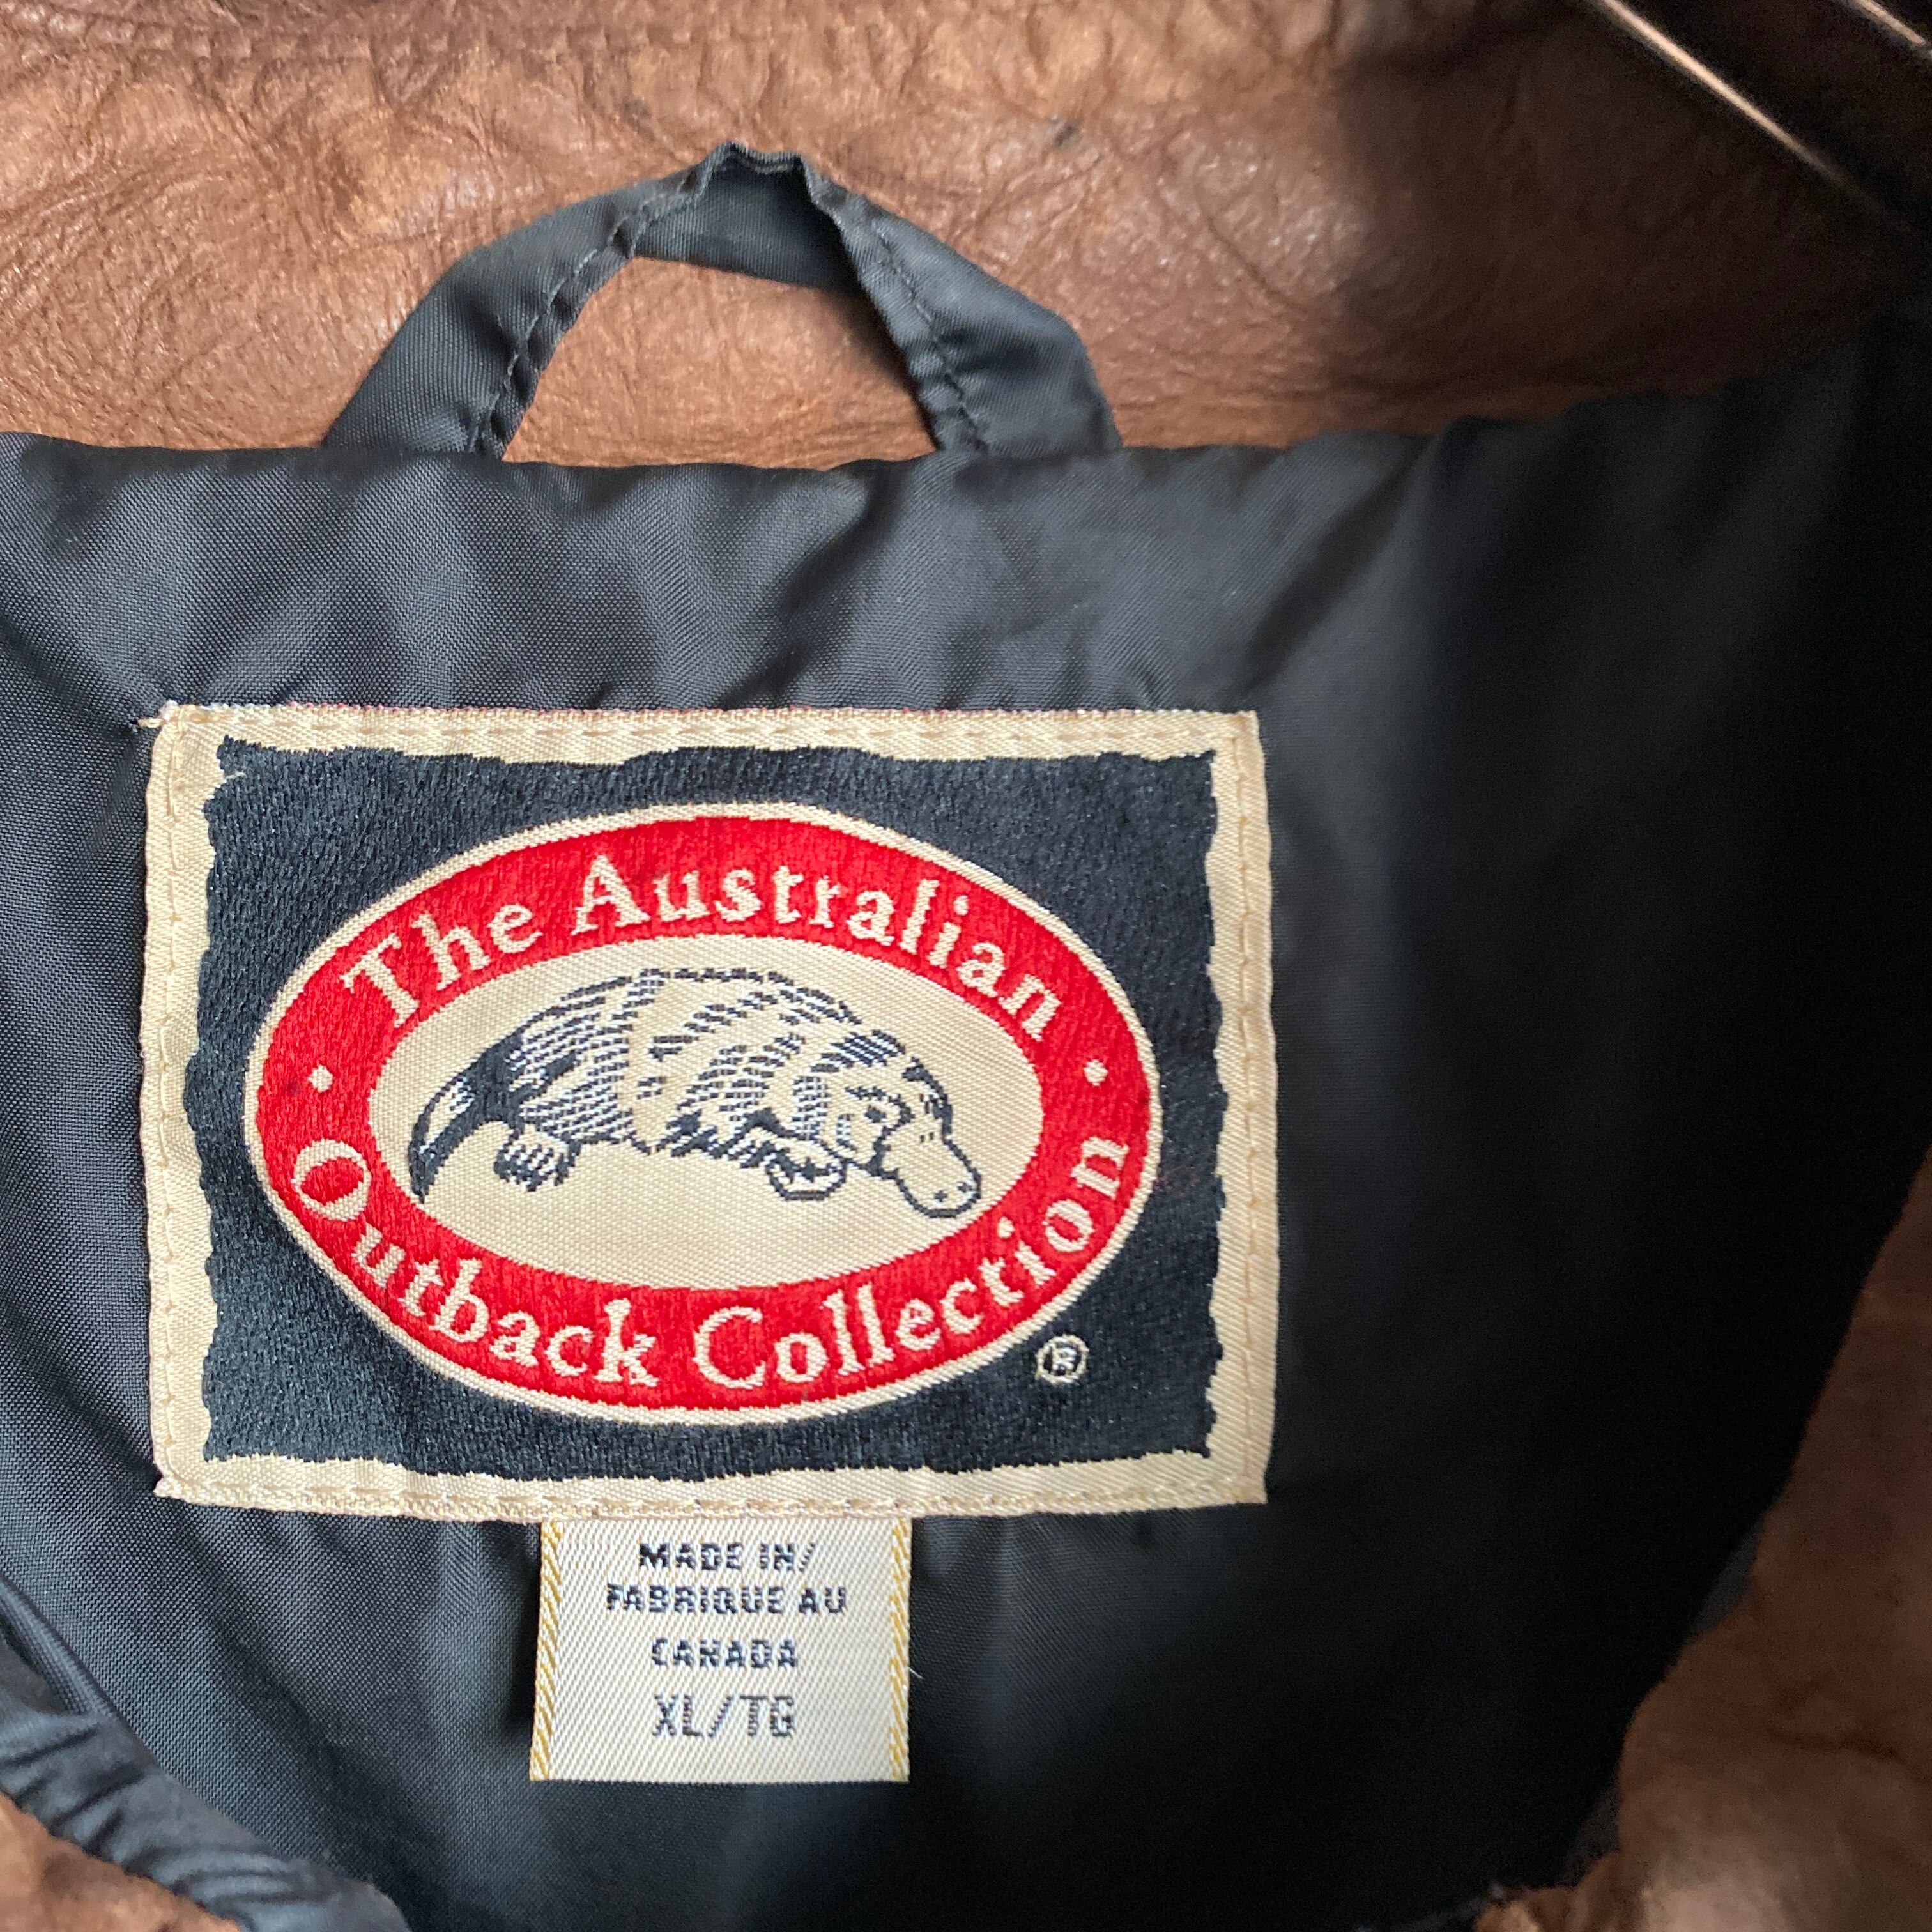 The Australian
Outback Collection
®
MADE IN/
FABRIQUE AU
CANADA
XL/TG